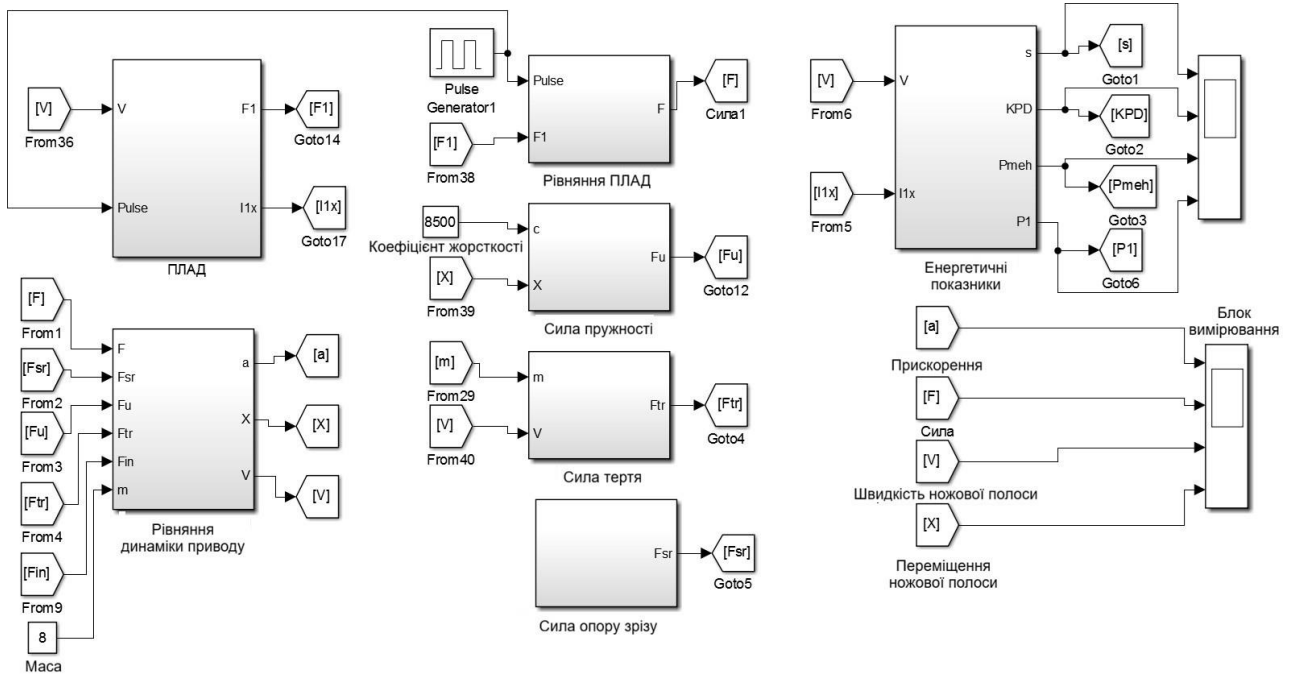 [V]
From36
V
F1
Pulse
I1x
ПЛАД
[F1]
Goto14
[I1x]
Goto17
Pulse
Generator1
[F1]
From38
Pulse
F
F1
Рівняння ПЛАД
[F]
Сила1
8500
Коефіцієнт жорсткості
[X]
From39
c
Fu
X
Сила пружності
[Fu]
Goto12
[m]
From29
[V]
From40
m
Ftr
V
Сила тертя
[Ftr]
Goto4
Fsr
Сила опору зрізу
[Fsr]
Goto5
[F]
From1
[Fsr]
From2
[Fu]
From3
[Ftr]
From4
[Fin]
From9
8
Маса
F
Fsr
Fu
Ftr
Fin
m
a
X
V
Рівняння
динаміки приводу
[a]
[X]
[V]
[V]
From6
[I1x]
From5
V
I1x
s
KPD
Pmeh
P1
Енергетичні
показники
[s]
Goto1
[KPD]
Goto2
[Pmeh]
Goto3
[P1]
Goto6
Блок
вимірювання
[a]
Прискорення
[F]
Сила
[V]
Швидкість ножової полоси
[X]
Переміщення
ножової полоси